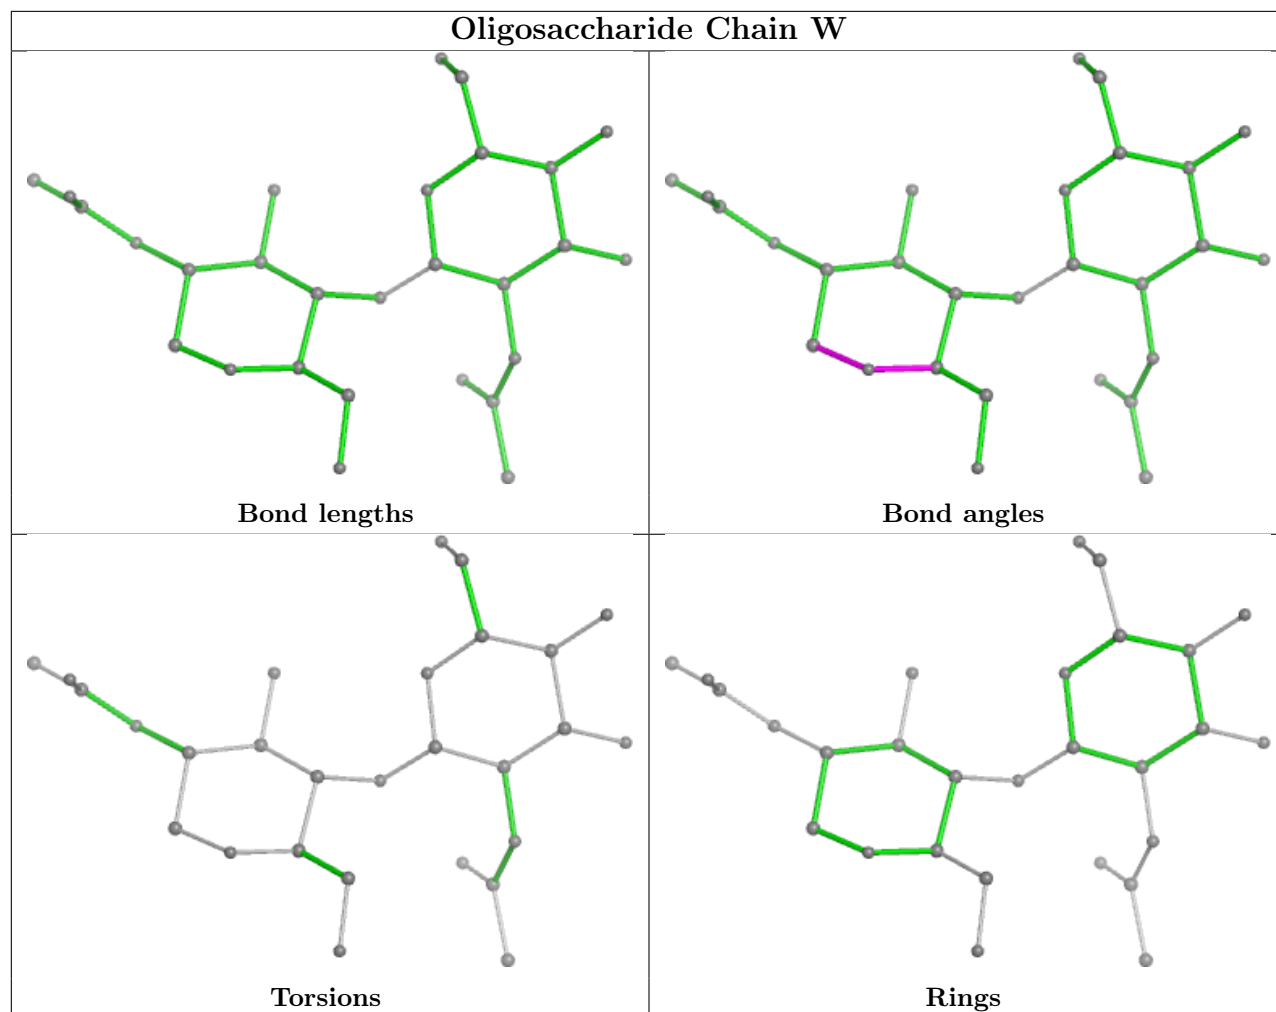 Oligosaccharide Chain W
Bond lengths
Bond angles
Torsions
Rings